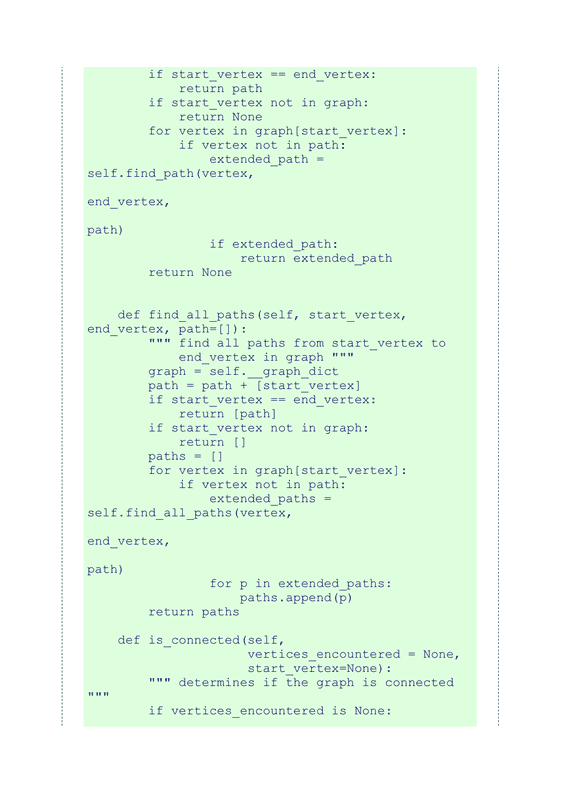 if start_vertex == end_vertex:
            return path
        if start_vertex not in graph:
            return None
        for vertex in graph[start_vertex]:
            if vertex not in path:
                extended_path =
self.find_path(vertex,
end_vertex,
path)
                if extended_path:
                    return extended_path
        return None
    def find_all_paths(self, start_vertex,
end_vertex, path=[]):
        """ find all paths from start_vertex to
            end_vertex in graph """
        graph = self.__graph_dict
        path = path + [start_vertex]
        if start_vertex == end_vertex:
            return [path]
        if start_vertex not in graph:
            return []
        paths = []
        for vertex in graph[start_vertex]:
            if vertex not in path:
                extended_paths =
self.find_all_paths(vertex,
end_vertex,
path)
                for p in extended_paths:
                    paths.append(p)
        return paths
    def is_connected(self,
                     vertices_encountered = None,
                     start_vertex=None):
        """ determines if the graph is connected
"""
        if vertices_encountered is None: